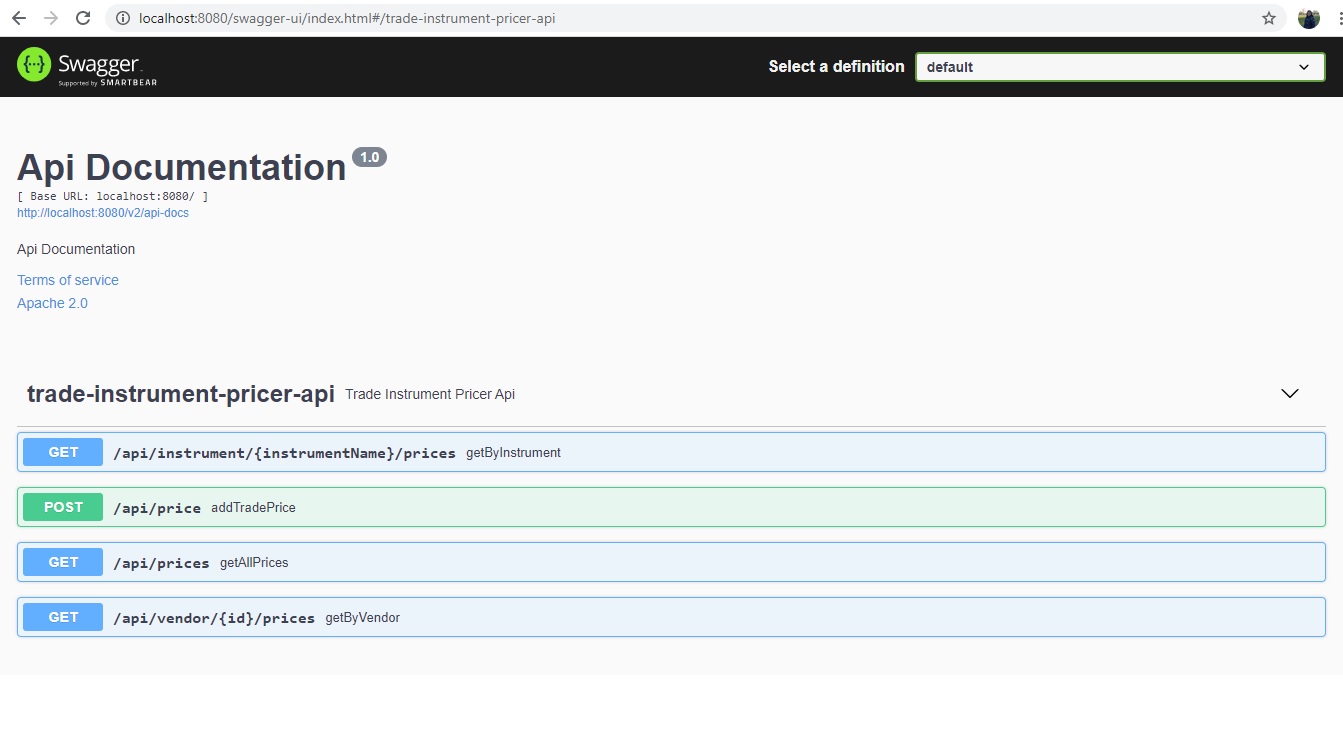 localhost:8080/swagger-ui/index.html#/trade-instrument-pricer-api
{···} Swagger. Select a definition default
Supported by SMARTBEAR
Api Documentation 1.0
[ Base URL: localhost:8080/ ]
http://localhost:8080/v2/api-docs
Api Documentation
Terms of service
Apache 2.0
trade-instrument-pricer-api Trade Instrument Pricer Api
GET /api/instrument/{instrumentName}/prices getByInstrument
POST /api/price addTradePrice
GET /api/prices getAllPrices
GET /api/vendor/{id}/prices getByVendor